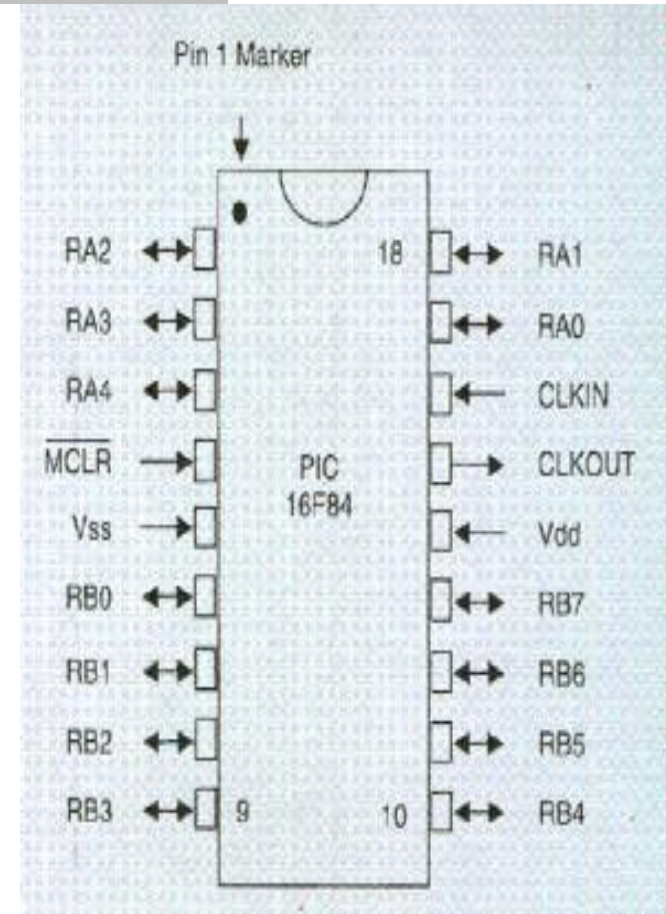 Pin 1 Marker
RA2 18 RA1
RA3 RA0
RA4 CLKIN
M̅C̅L̅R̅ CLKOUT
PIC
16F84
Vss Vdd
RB0 RB7
RB1 RB6
RB2 RB5
RB3 9 10 RB4